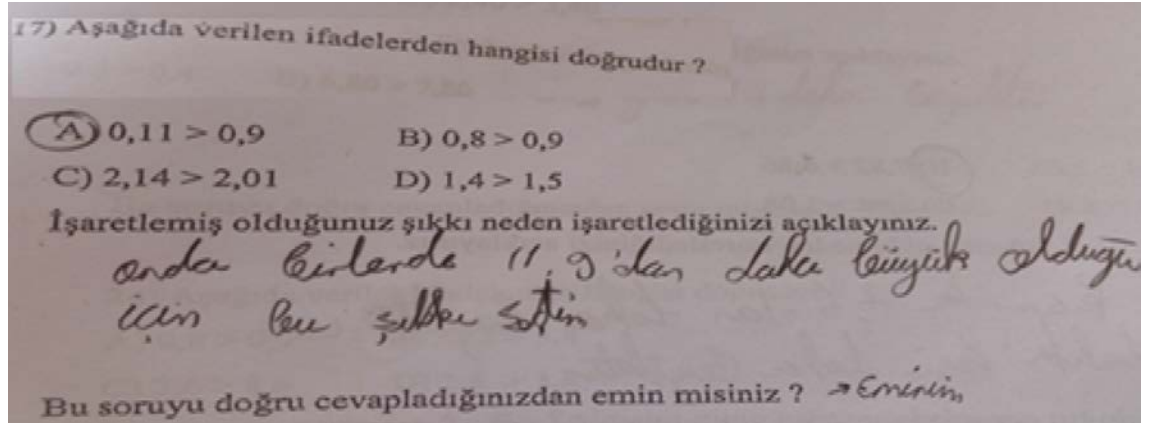 17) Aşağıda verilen ifadelerden hangisi doğrudur ?
A) 0,11 > 0,9 B) 0,8 > 0,9
C) 2,14 > 2,01 D) 1,4 > 1,5
İşaretlemiş olduğunuz şıkkı neden işaretlediğinizi açıklayınız.
onda birlerde 11, 9'dan daha büyük olduğu
için bu şıkkı
Bu soruyu doğru cevapladığınızdan emin misiniz ? → Eminim